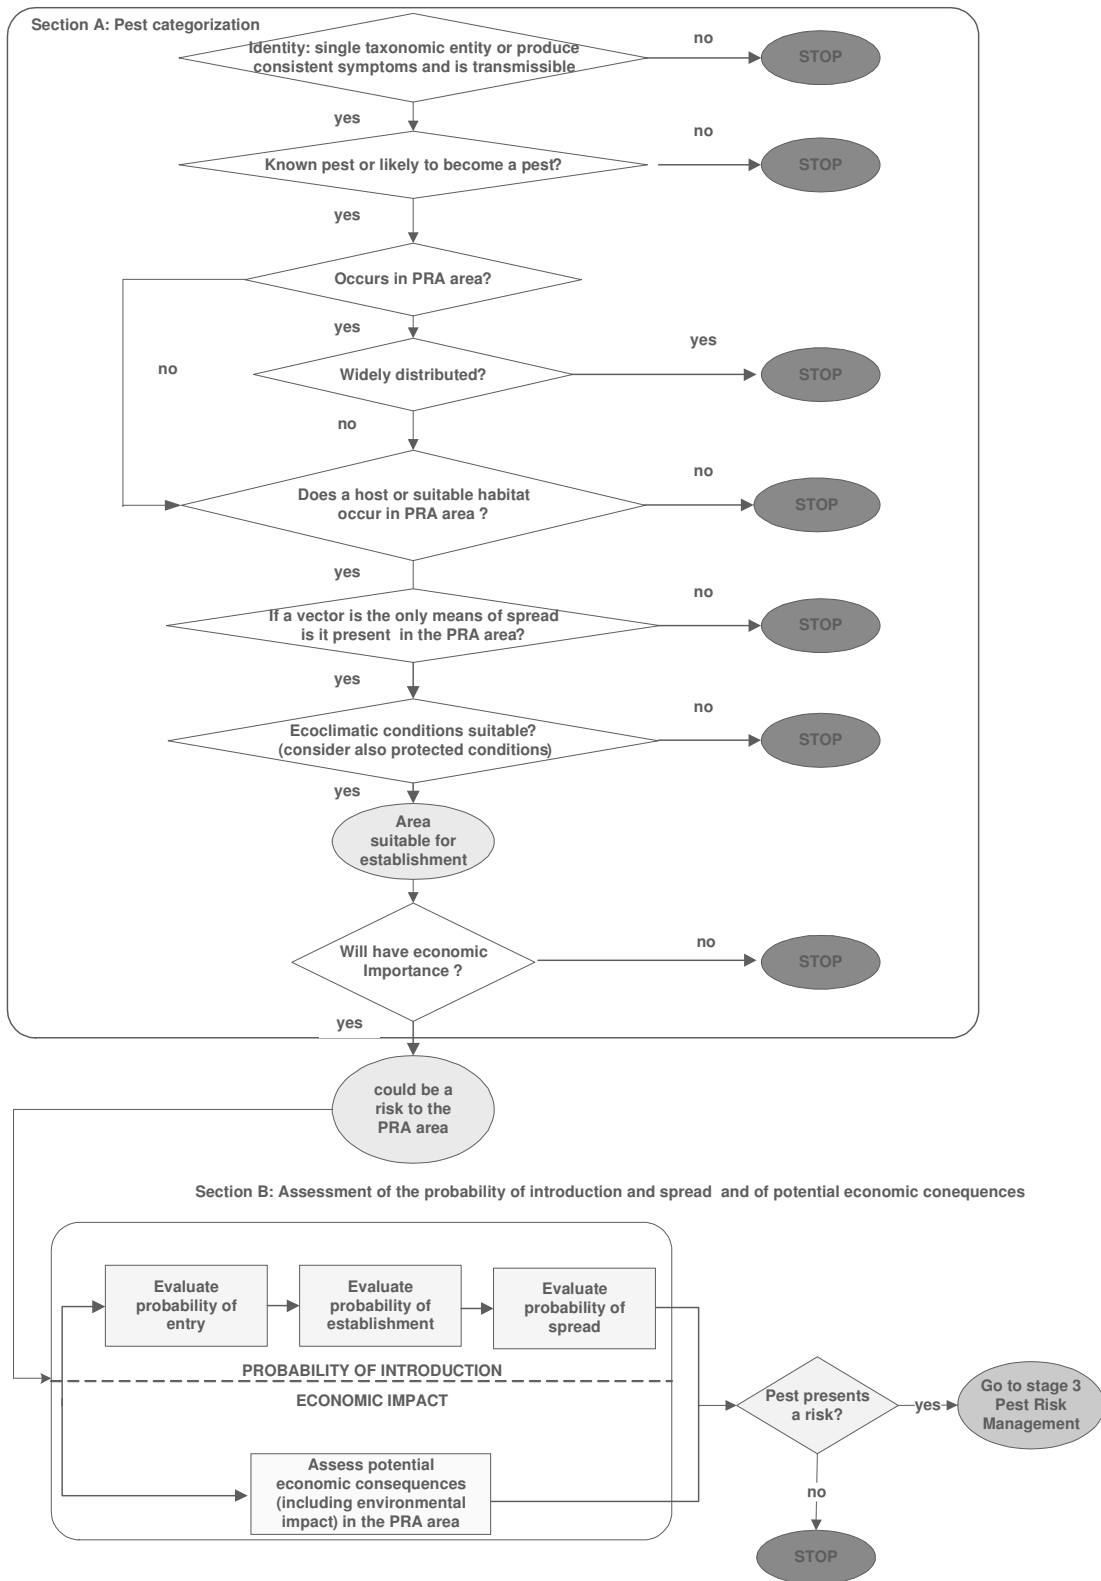 Section A: Pest categorization
Identity: single taxonomic entity or produce
consistent symptoms and is transmissible
no
STOP
yes
Known pest or likely to become a pest?
no
STOP
yes
Occurs in PRA area?
yes
no
Widely distributed?
yes
STOP
no
Does a host or suitable habitat
occur in PRA area ?
no
STOP
yes
If a vector is the only means of spread
is it present in the PRA area?
no
STOP
yes
Ecoclimatic conditions suitable?
(consider also protected conditions)
no
STOP
yes
Area
suitable for
establishment
Will have economic
Importance ?
no
STOP
yes
could be a
risk to the
PRA area
Section B: Assessment of the probability of introduction and spread and of potential economic conequences
Evaluate
probability of
entry
Evaluate
probability of
establishment
Evaluate
probability of
spread
PROBABILITY OF INTRODUCTION
ECONOMIC IMPACT
Assess potential
economic consequences
(including environmental
impact) in the PRA area
Pest presents
a risk?
yes
Go to stage 3
Pest Risk
Management
no
STOP